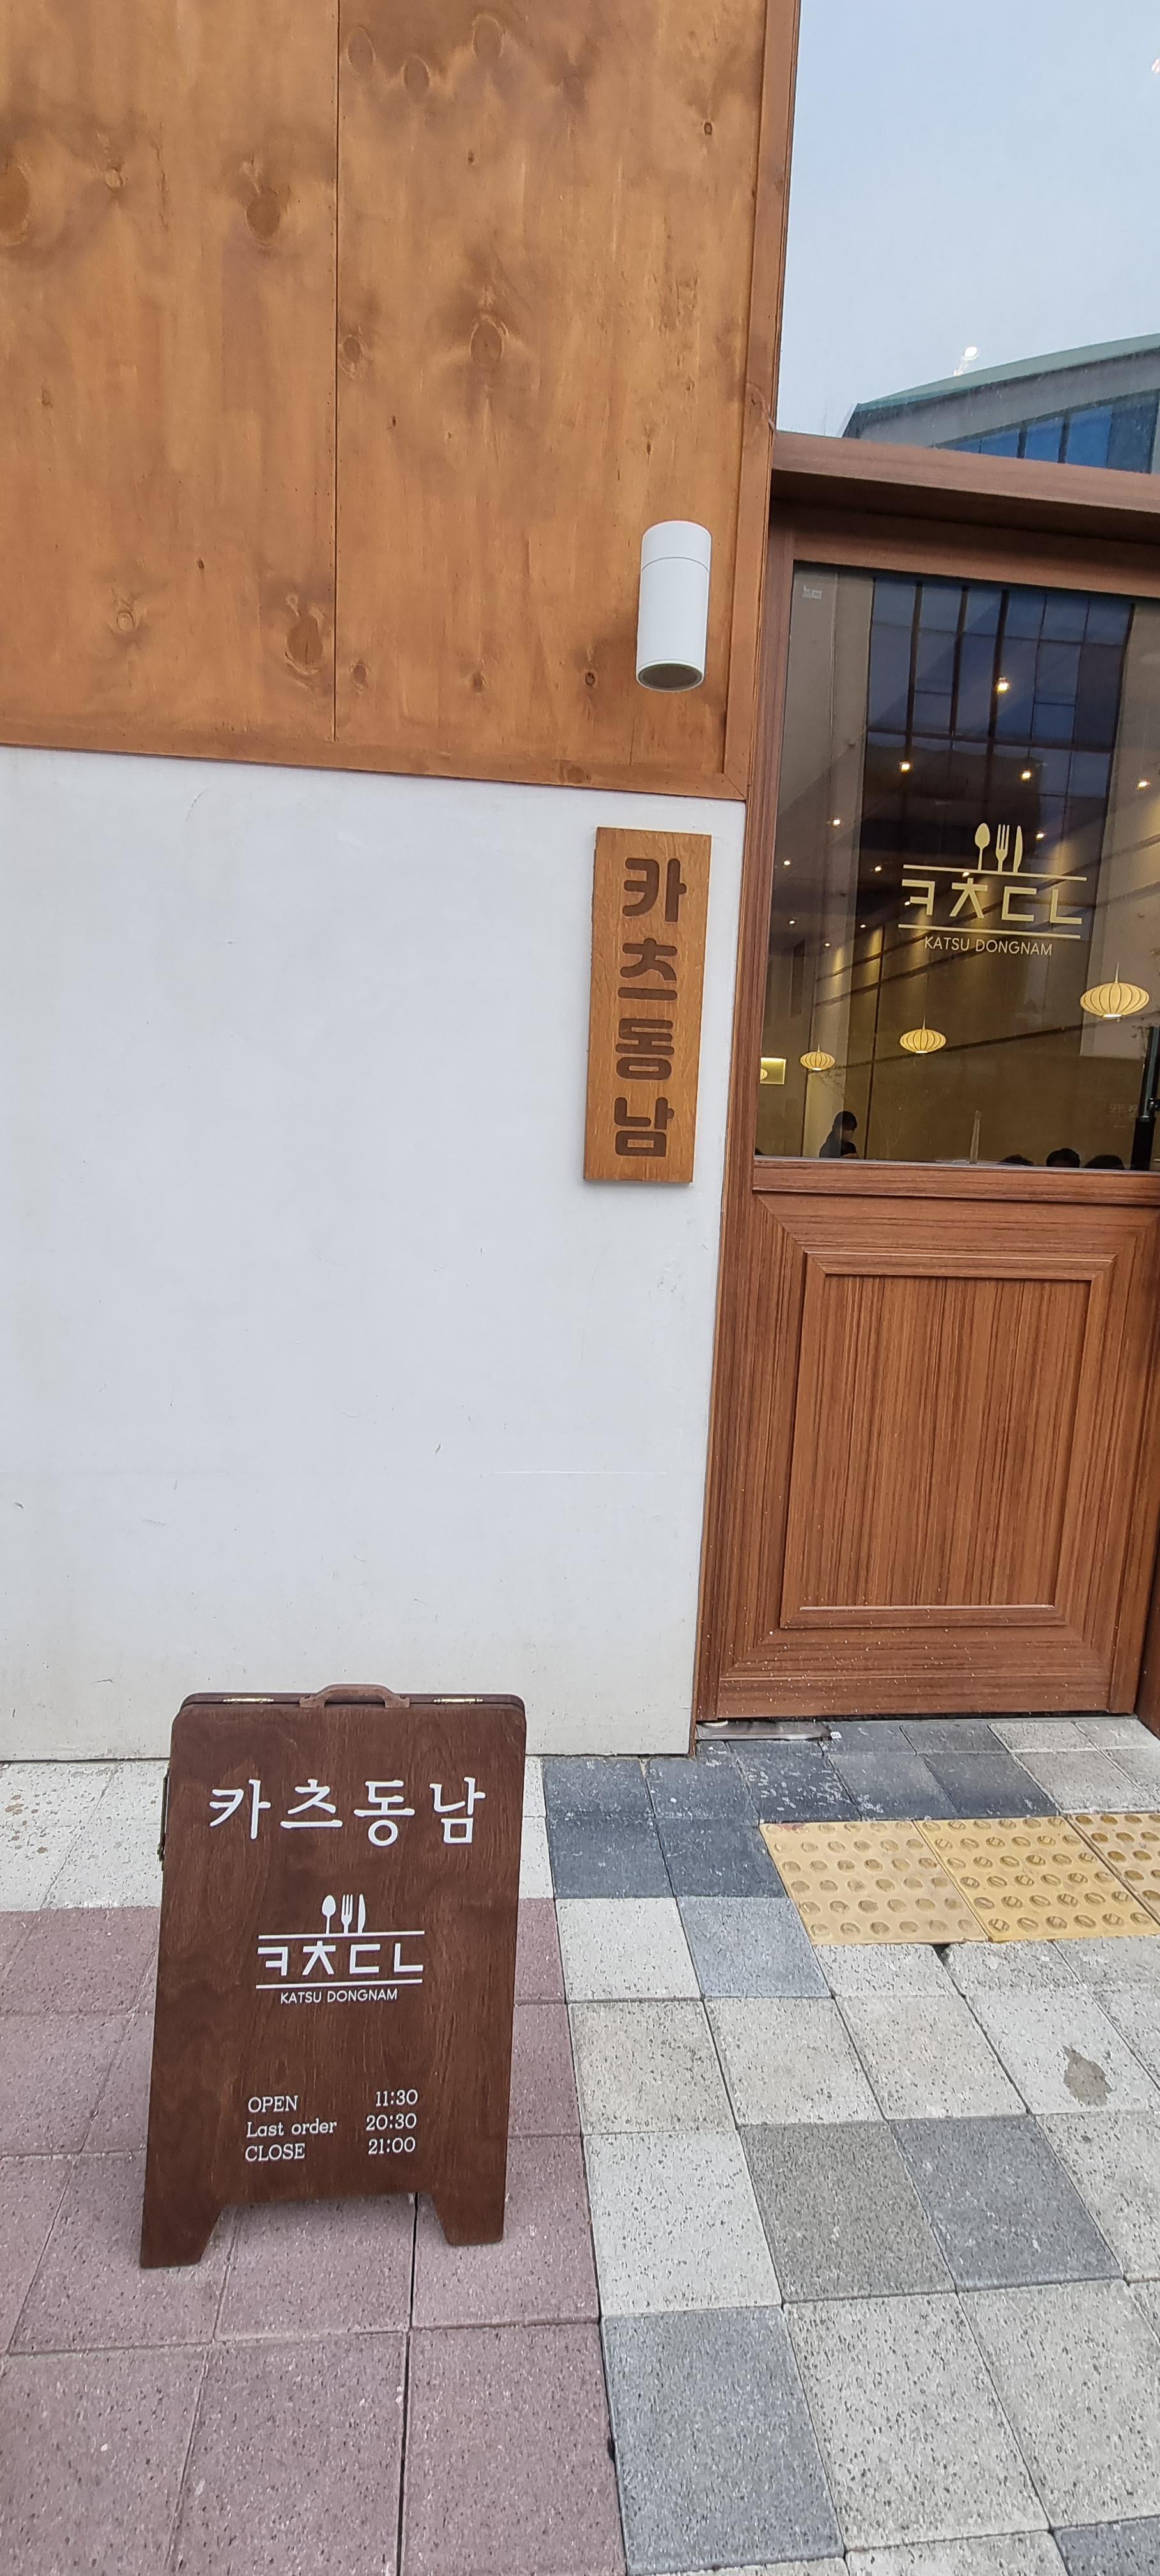 카
츠
동
남
ㅋㅊㄷㄴ
KATSU DONGNAM
카츠동남
ㅋㅊㄷㄴ
KATSU DONGNAM
OPEN 11:30
Last order 20:30
CLOSE 21:00